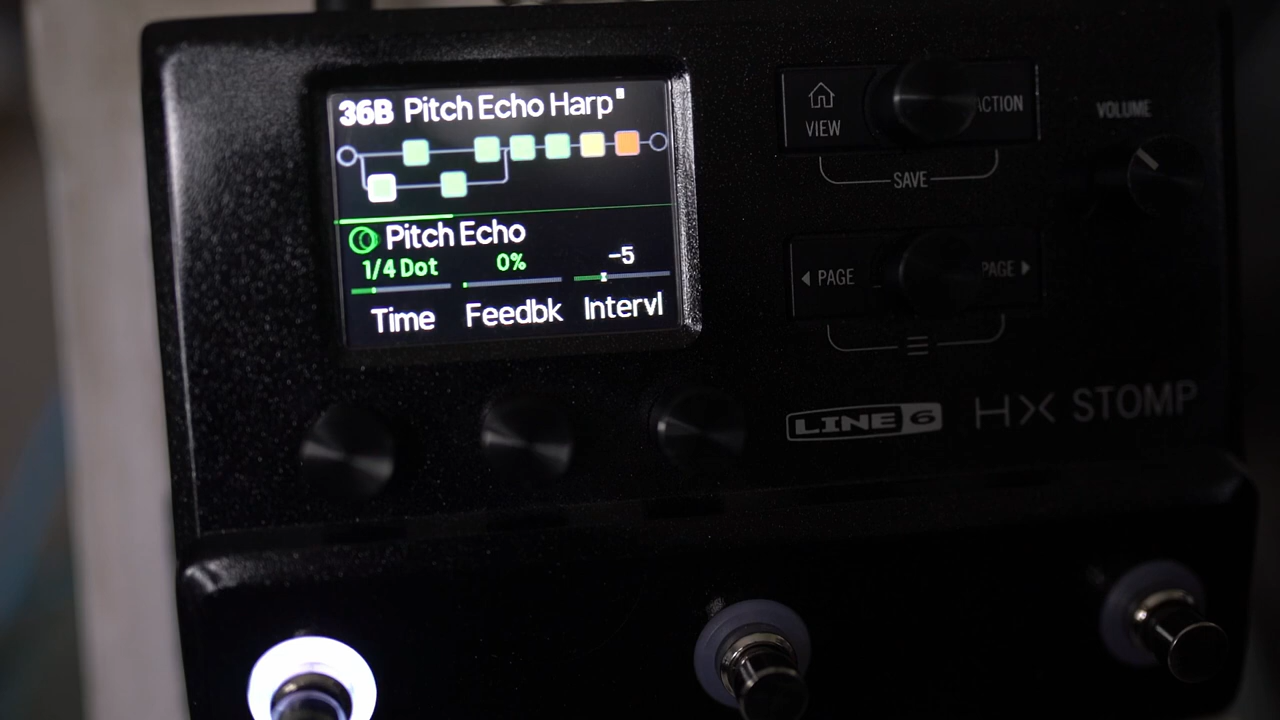 36B Pitch Echo Harp
Pitch Echo
1/4 Dot 0% -5
Time Feedbk Intervl
VIEW
ACTION
SAVE
PAGE
PAGE
VOLUME
LINE 6 HX STOMP